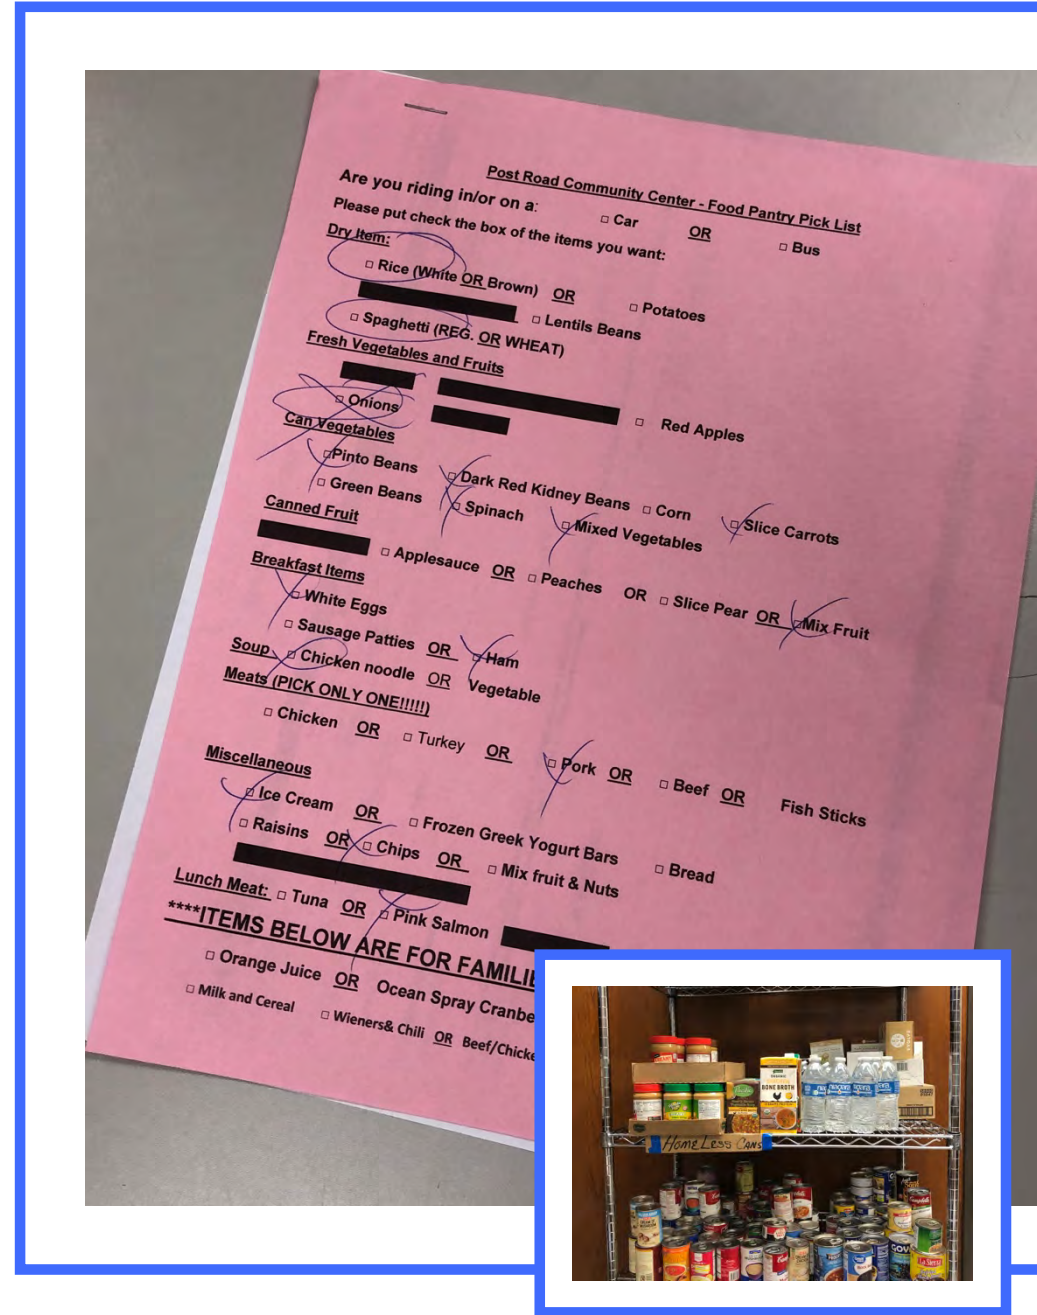 Post Road Community Center - Food Pantry Pick List
Are you riding in/or on a: □ Car OR □ Bus
Please put check the box of the items you want:
Dry Item:
□ Rice (White OR Brown) OR □ Potatoes
□ Lentils Beans
□ Spaghetti (REG. OR WHEAT)
Fresh Vegetables and Fruits
□ Onions □ Red Apples
Can Vegetables
□ Pinto Beans □ Dark Red Kidney Beans □ Corn □ Slice Carrots
□ Green Beans □ Spinach □ Mixed Vegetables
Canned Fruit
□ Applesauce OR □ Peaches OR □ Slice Pear OR □ Mix Fruit
Breakfast Items
□ White Eggs
□ Sausage Patties OR □ Ham
Soup □ Chicken noodle OR Vegetable
Meats (PICK ONLY ONE!!!!!)
□ Chicken OR □ Turkey OR □ Pork OR □ Beef OR Fish Sticks
Miscellaneous
□ Ice Cream OR □ Frozen Greek Yogurt Bars □ Bread
□ Raisins OR □ Chips OR □ Mix fruit & Nuts
Lunch Meat: □ Tuna OR □ Pink Salmon
****ITEMS BELOW ARE FOR
□ Orange Juice OR Ocean Spray
□ Milk and Cereal □ Wieners& Chili OR
BONE BROTH
HomeLess Cans